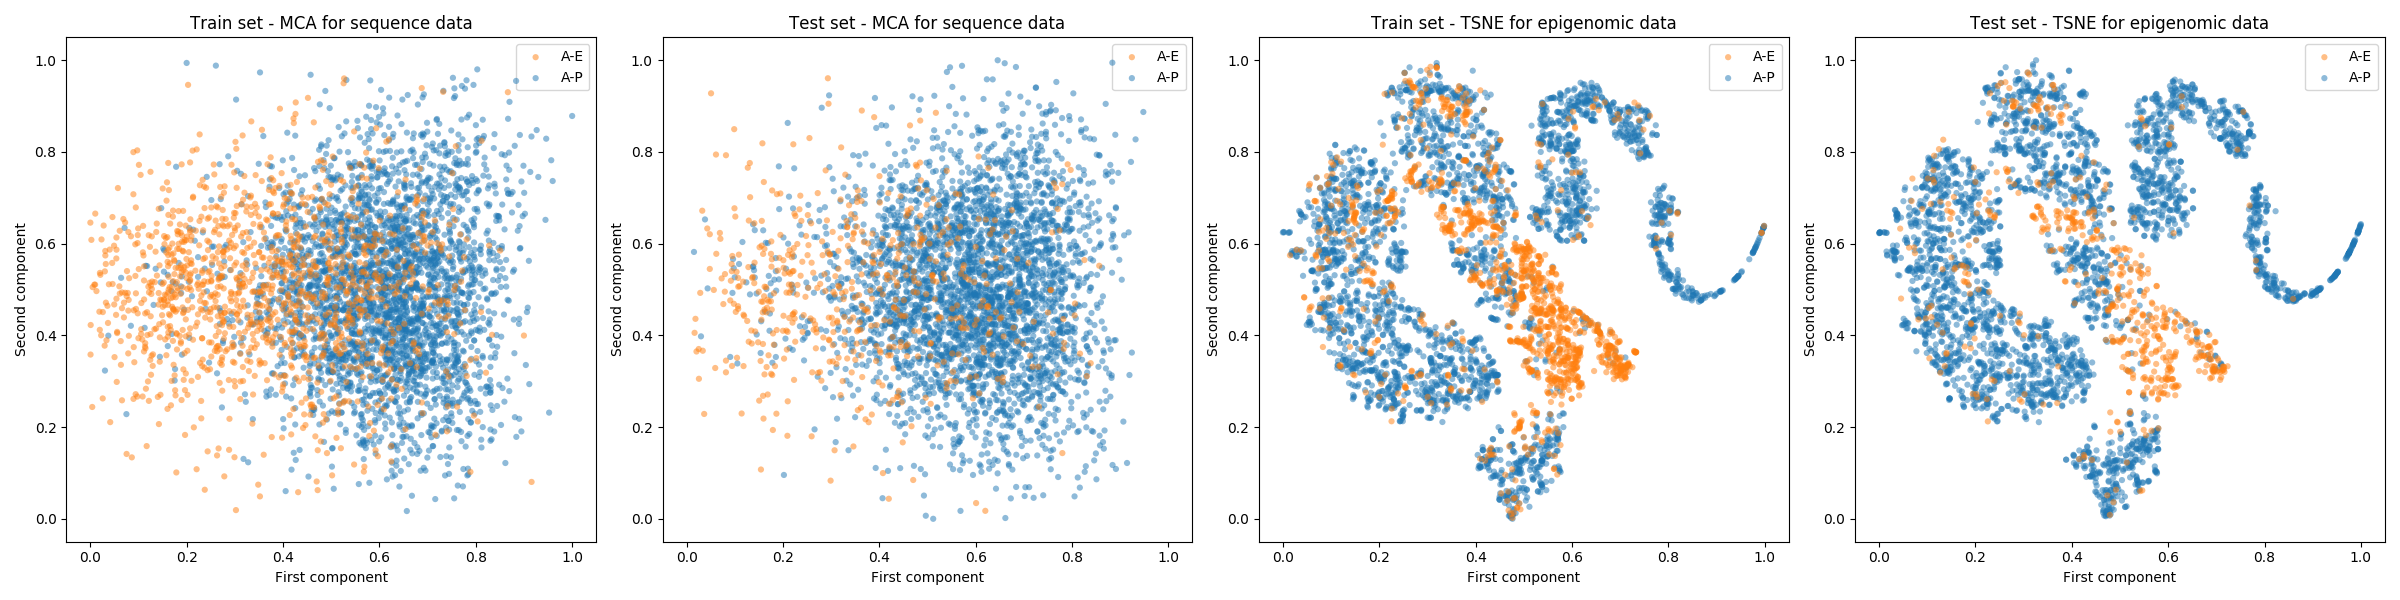 Train set - MCA for sequence data
A-E
A-P
1.0
0.8
0.6
0.4
0.2
0.0
Second component
0.0 0.2 0.4 0.6 0.8 1.0
First component
Test set - MCA for sequence data
A-E
A-P
1.0
0.8
0.6
0.4
0.2
0.0
Second component
0.0 0.2 0.4 0.6 0.8 1.0
First component
Train set - TSNE for epigenomic data
A-E
A-P
1.0
0.8
0.6
0.4
0.2
0.0
Second component
0.0 0.2 0.4 0.6 0.8 1.0
First component
Test set - TSNE for epigenomic data
A-E
A-P
1.0
0.8
0.6
0.4
0.2
0.0
Second component
0.0 0.2 0.4 0.6 0.8 1.0
First component